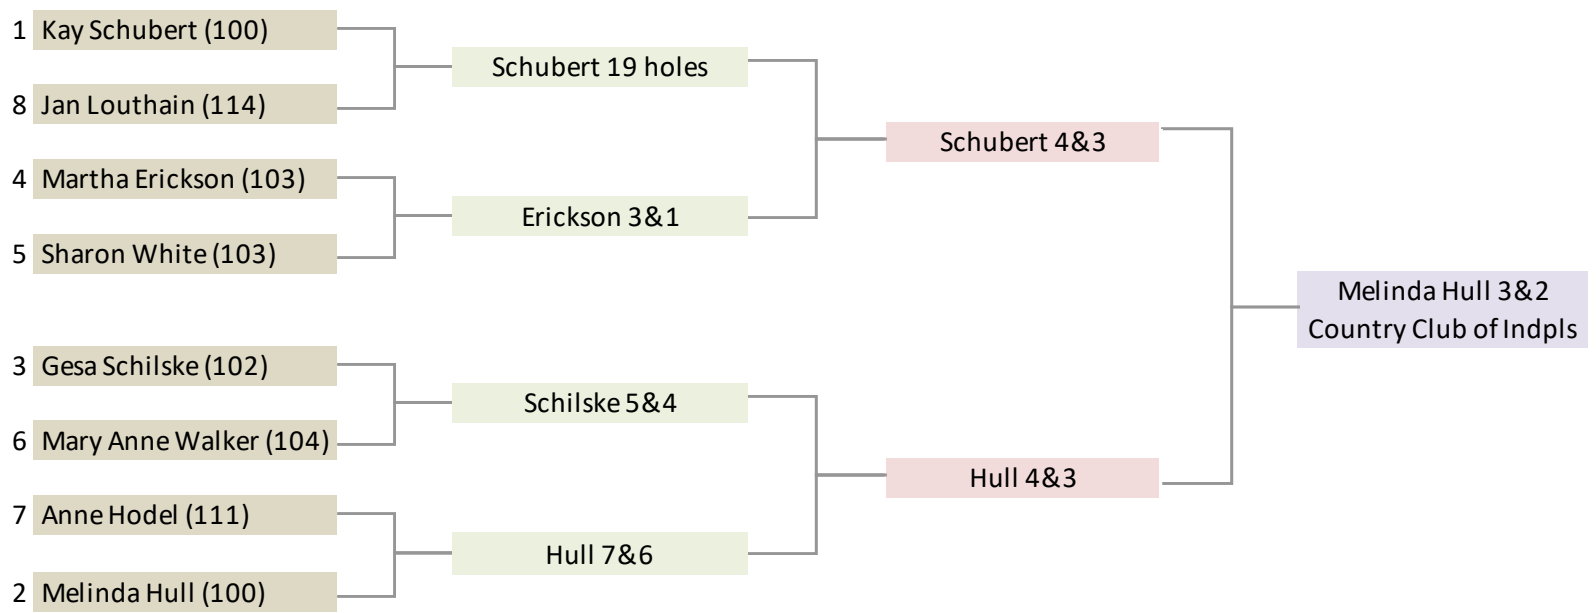 1 Kay Schubert (100)
Schubert 19 holes
8 Jan Louthain (114)
Schubert 4&3
4 Martha Erickson (103)
Erickson 3&1
5 Sharon White (103)
Melinda Hull 3&2
Country Club of Indpls
3 Gesa Schilske (102)
Schilske 5&4
6 Mary Anne Walker (104)
Hull 4&3
7 Anne Hodel (111)
Hull 7&6
2 Melinda Hull (100)